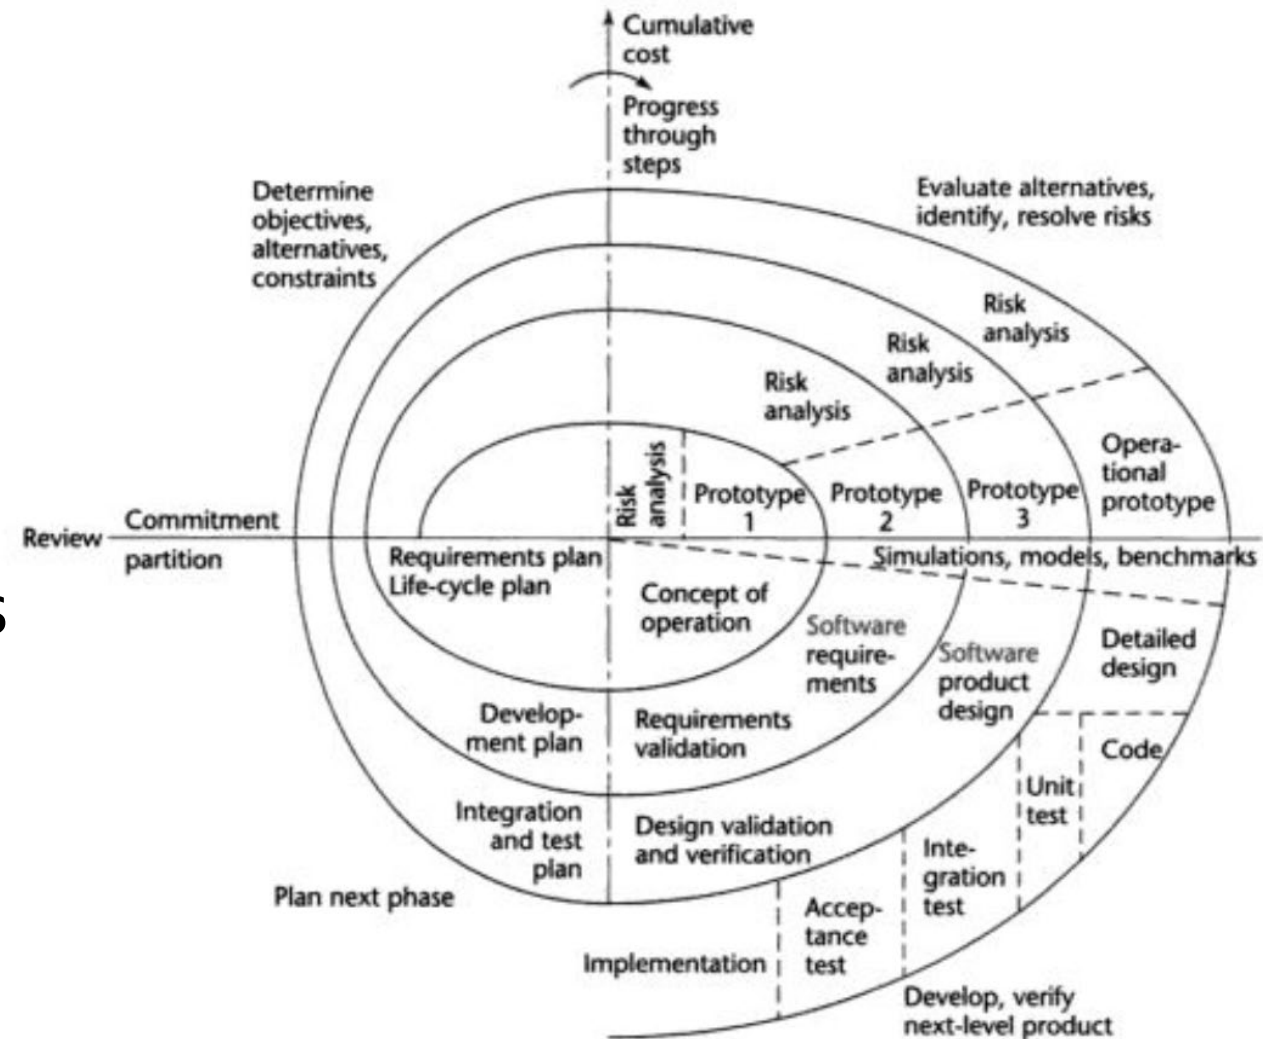 Cumulative
cost
Progress
through
steps
Determine
objectives,
alternatives,
constraints
Evaluate alternatives,
identify, resolve risks
Risk
analysis
Risk
analysis
Risk
analysis
Risk
analysis
Prototype
1
Prototype
2
Prototype
3
Opera-
tional
prototype
Review
Commitment
partition
Requirements plan
Life-cycle plan
Concept of
operation
Simulations, models, benchmarks
Software
require-
ments
Software
product
design
Detailed
design
Develop-
ment plan
Requirements
validation
Code
Unit
test
Integration
and test
plan
Design validation
and verification
Inte-
gration
test
Plan next phase
Accep-
tance
test
Implementation
Develop, verify
next-level product
s